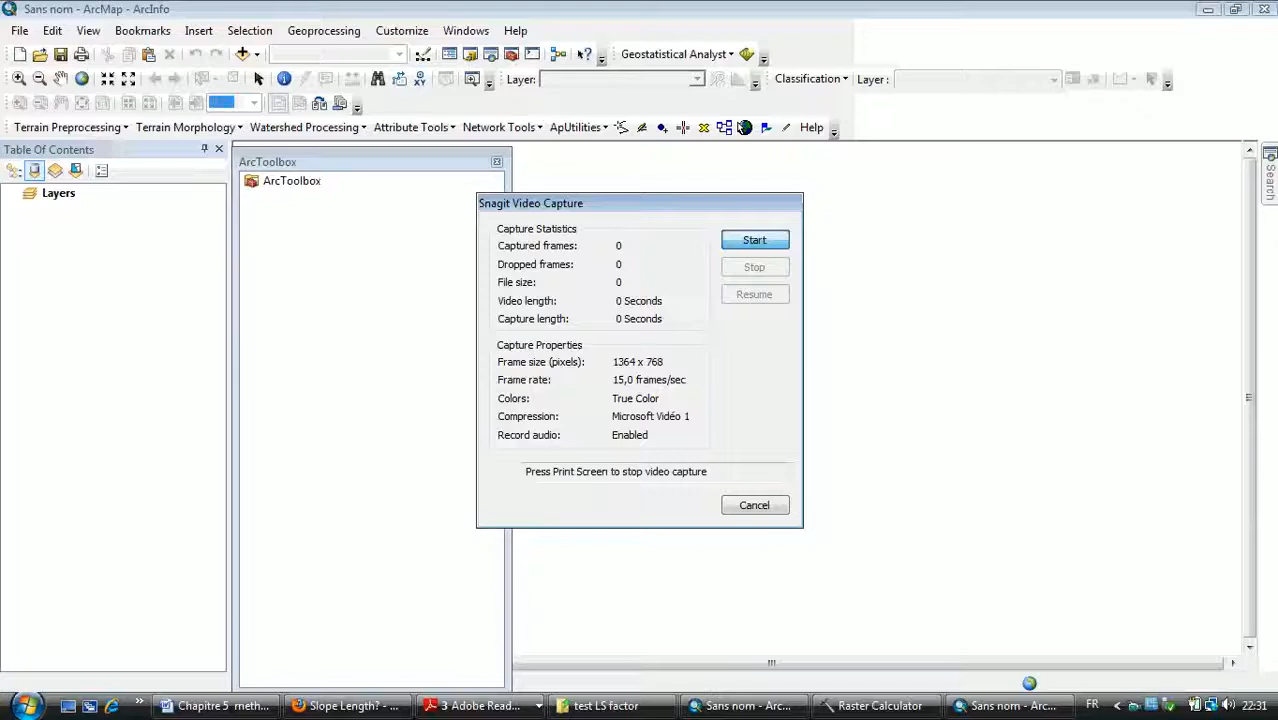 Sans nom - ArcMap - ArcInfo
File Edit View Bookmarks Insert Selection Geoprocessing Customize Windows Help
Geostatistical Analyst
Layer: Classification Layer :
Terrain Preprocessing Terrain Morphology Watershed Processing Attribute Tools Network Tools ApUtilities Help
Table Of Contents
ArcToolbox
Search
Layers
ArcToolbox
Snagit Video Capture
Capture Statistics
Captured frames: 0
Dropped frames: 0
File size: 0
Video length: 0 Seconds
Capture length: 0 Seconds
Start
Stop
Resume
Capture Properties
Frame size (pixels): 1364 x 768
Frame rate: 15,0 frames/sec
Colors: True Color
Compression: Microsoft Vidéo 1
Record audio: Enabled
Press Print Screen to stop video capture
Cancel
Chapitre 5 meth... Slope Length? - ... 3 Adobe Read... test LS factor Sans nom - Arc... Raster Calculator Sans nom - Arc... FR 22:31